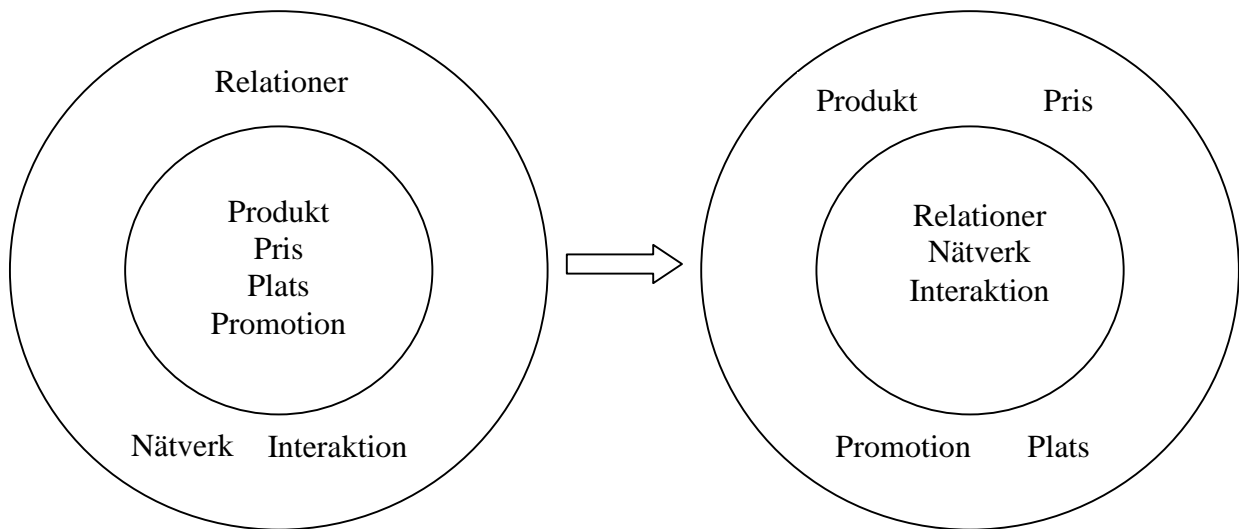 Relationer
Produkt
Pris
Plats
Promotion
Nätverk Interaktion
Produkt Pris
Relationer
Nätverk
Interaktion
Promotion Plats